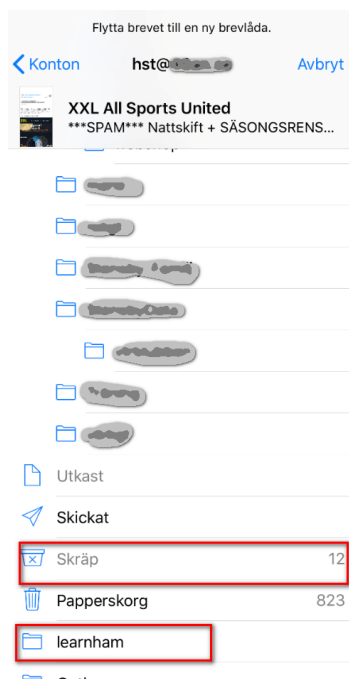 Flytta brevet till en ny brevlåda.
Konton hst@ Avbryt
XXL All Sports United
***SPAM*** Nattskift + SÄSONGSRENS...
Utkast
Skickat
Skräp 12
Papperskorg 823
learnham